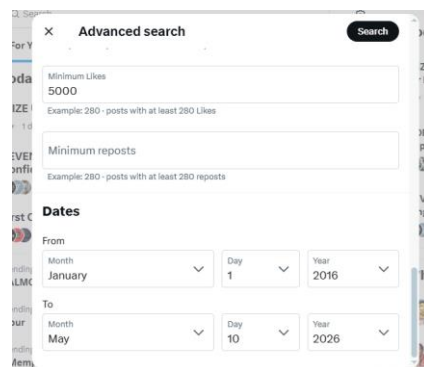 Advanced search
Search
Minimum Likes
5000
Example: 280 · posts with at least 280 Likes
Minimum reposts
Example: 280 · posts with at least 280 reposts
Dates
From
Month
January
Day
1
Year
2016
To
Month
May
Day
10
Year
2026